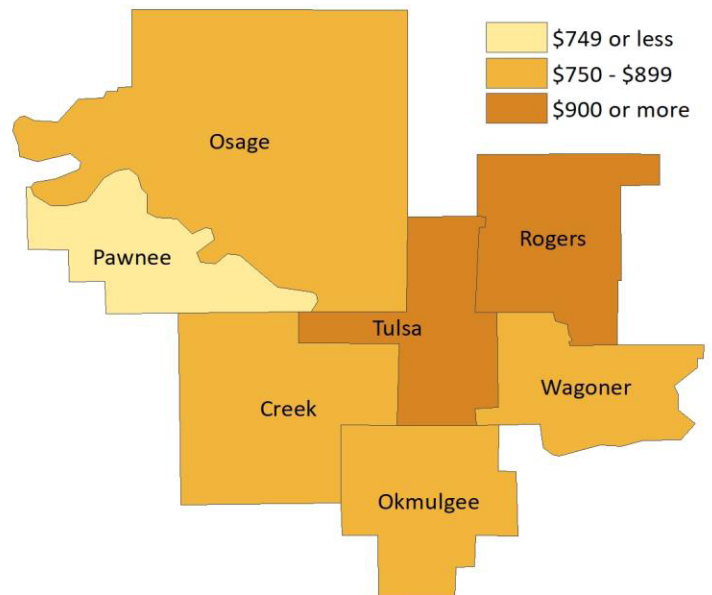 $749 or less
$750 - $899
$900 or more
Osage
Rogers
Pawnee
Tulsa
Wagoner
Creek
Okmulgee